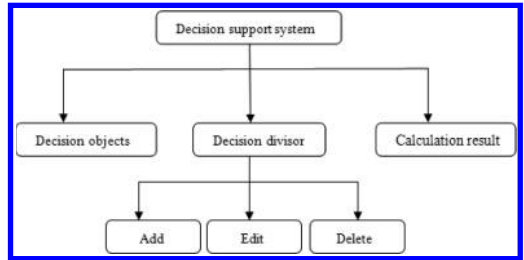 Decision support system
Decision objects
Decision divisor
Calculation result
Add
Edit
Delete